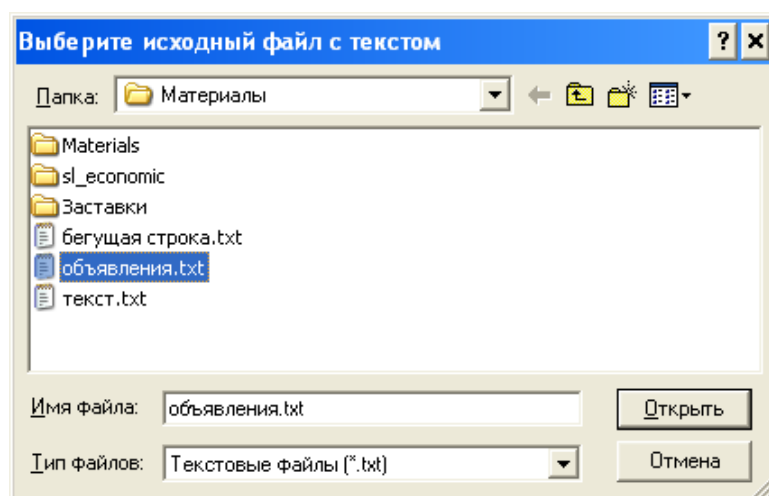 Выберите исходный файл с текстом
Папка: Материалы
Materials
sl_economic
Заставки
бегущая строка.txt
объявления.txt
текст.txt
Имя файла: объявления.txt Открыть
Тип файлов: Текстовые файлы (*.txt) Отмена